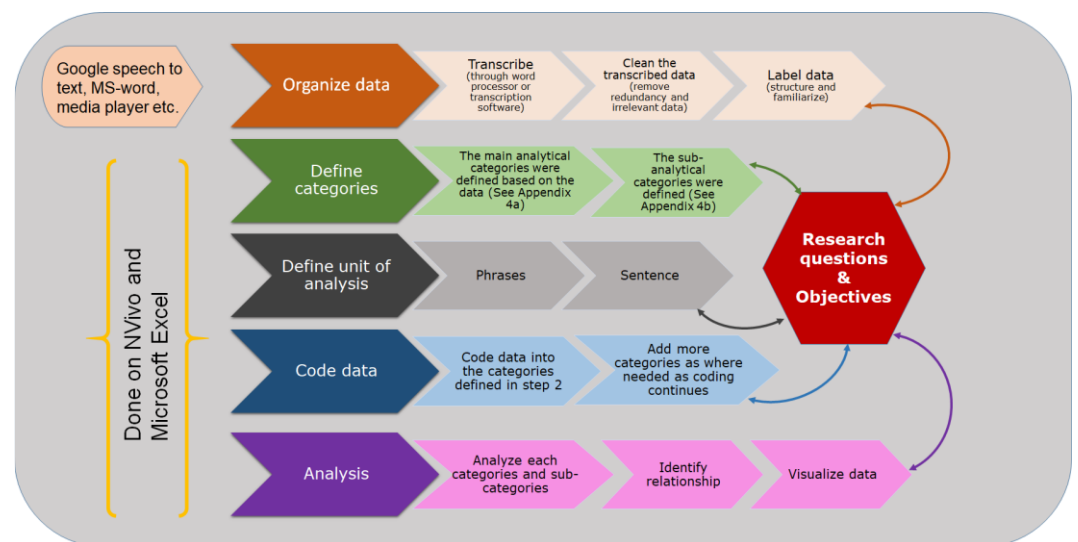 Google speech to
text, MS-word,
media player etc.
Organize data
Transcribe
(through word
processor or
transcription
software)
Clean the
transcribed data
(remove
redundancy and
irrelevant data)
Label data
(structure and
familiarize)
Done on NVivo and
Microsoft Excel
Define
categories
The main analytical
categories were
defined based on the
data (See Appendix
4a)
The sub-
analytical
categories were
defined (See
Appendix 4b)
Research
questions
&
Objectives
Define unit of
analysis
Phrases
Sentence
Code data
Code data into
the categories
defined in step 2
Add more
categories as where
needed as coding
continues
Analysis
Analyze each
categories and sub-
categories
Identify
relationship
Visualize data